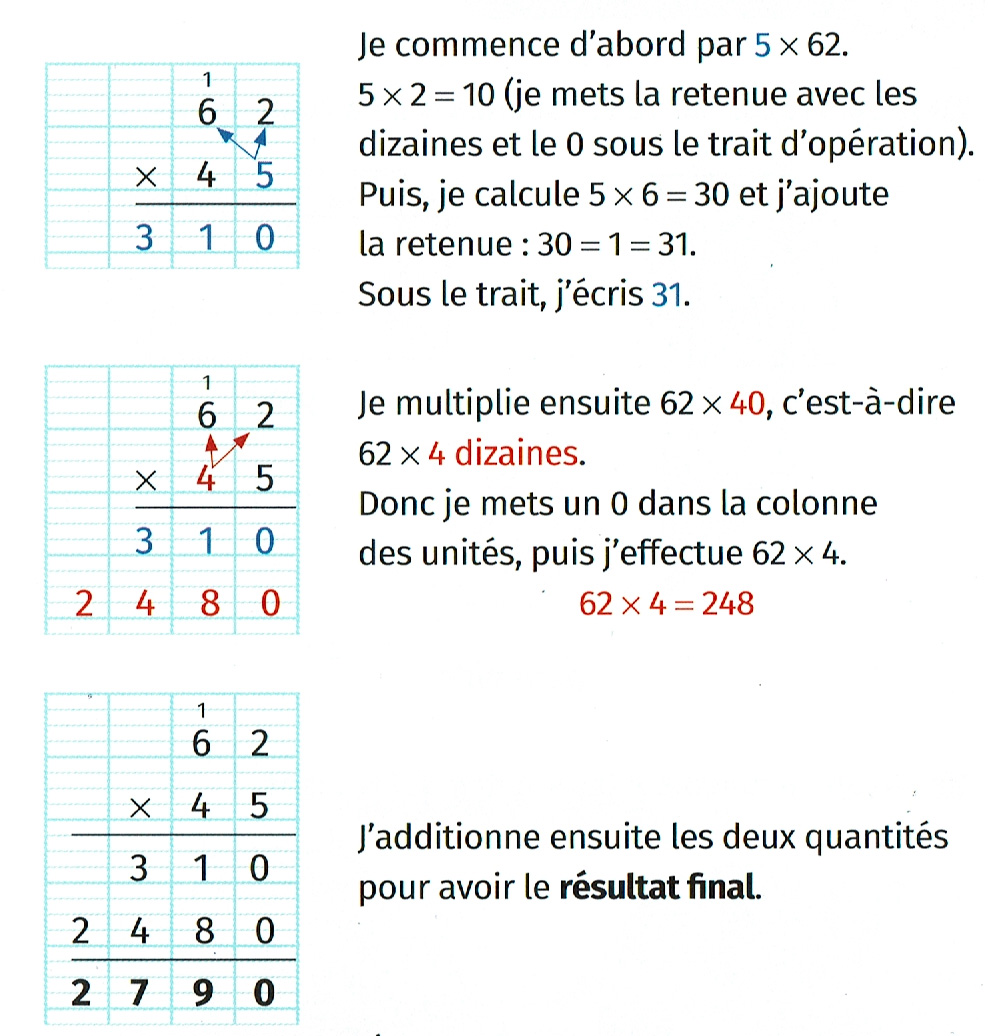 1
6 2
× 4 5
3 1 0
Je commence d'abord par 5 × 62.
5 × 2 = 10 (je mets la retenue avec les
dizaines et le 0 sous le trait d'opération).
Puis, je calcule 5 × 6 = 30 et j'ajoute
la retenue : 30 = 1 = 31.
Sous le trait, j'écris 31.
1
6 2
× 4 5
3 1 0
2 4 8 0
Je multiplie ensuite 62 × 40, c'est-à-dire
62 × 4 dizaines.
Donc je mets un 0 dans la colonne
des unités, puis j'effectue 62 × 4.
62 × 4 = 248
1
6 2
× 4 5
3 1 0
2 4 8 0
2 7 9 0
J'additionne ensuite les deux quantités
pour avoir le résultat final.